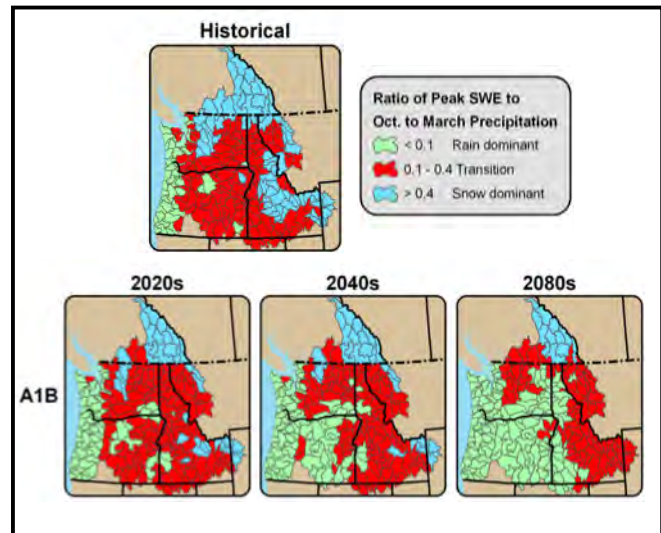 Historical
Ratio of Peak SWE to
Oct. to March Precipitation
< 0.1 Rain dominant
0.1 - 0.4 Transition
> 0.4 Snow dominant
2020s 2040s 2080s
A1B